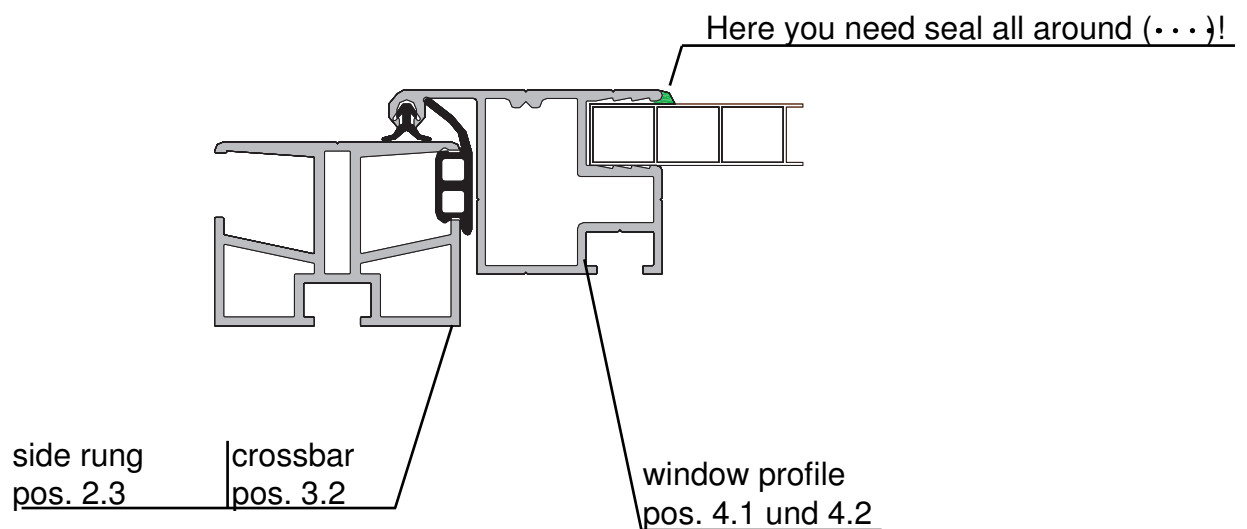 Here you need seal all around (····)!
side rung
pos. 2.3
crossbar
pos. 3.2
window profile
pos. 4.1 und 4.2